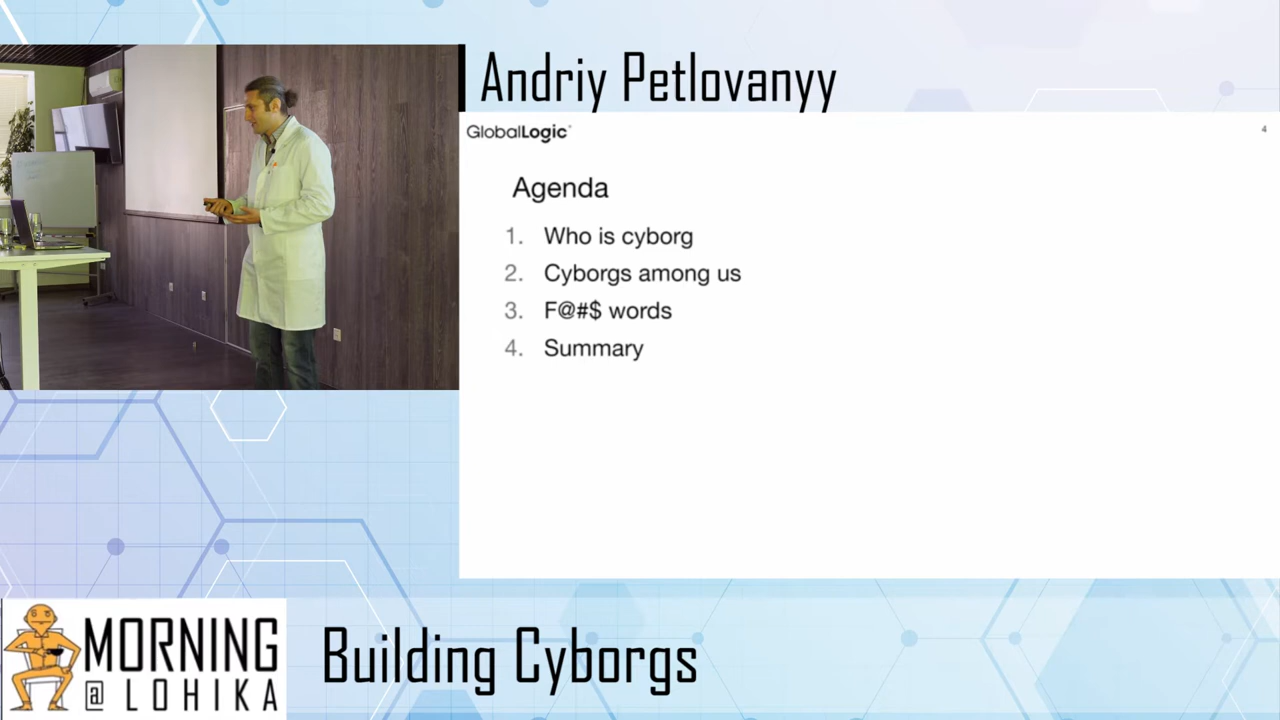 Andriy Petlovanyy
GlobalLogic
4
Agenda
1. Who is cyborg
2. Cyborgs among us
3. F@#$ words
4. Summary
MORNING
@ LOHIKA
Building Cyborgs